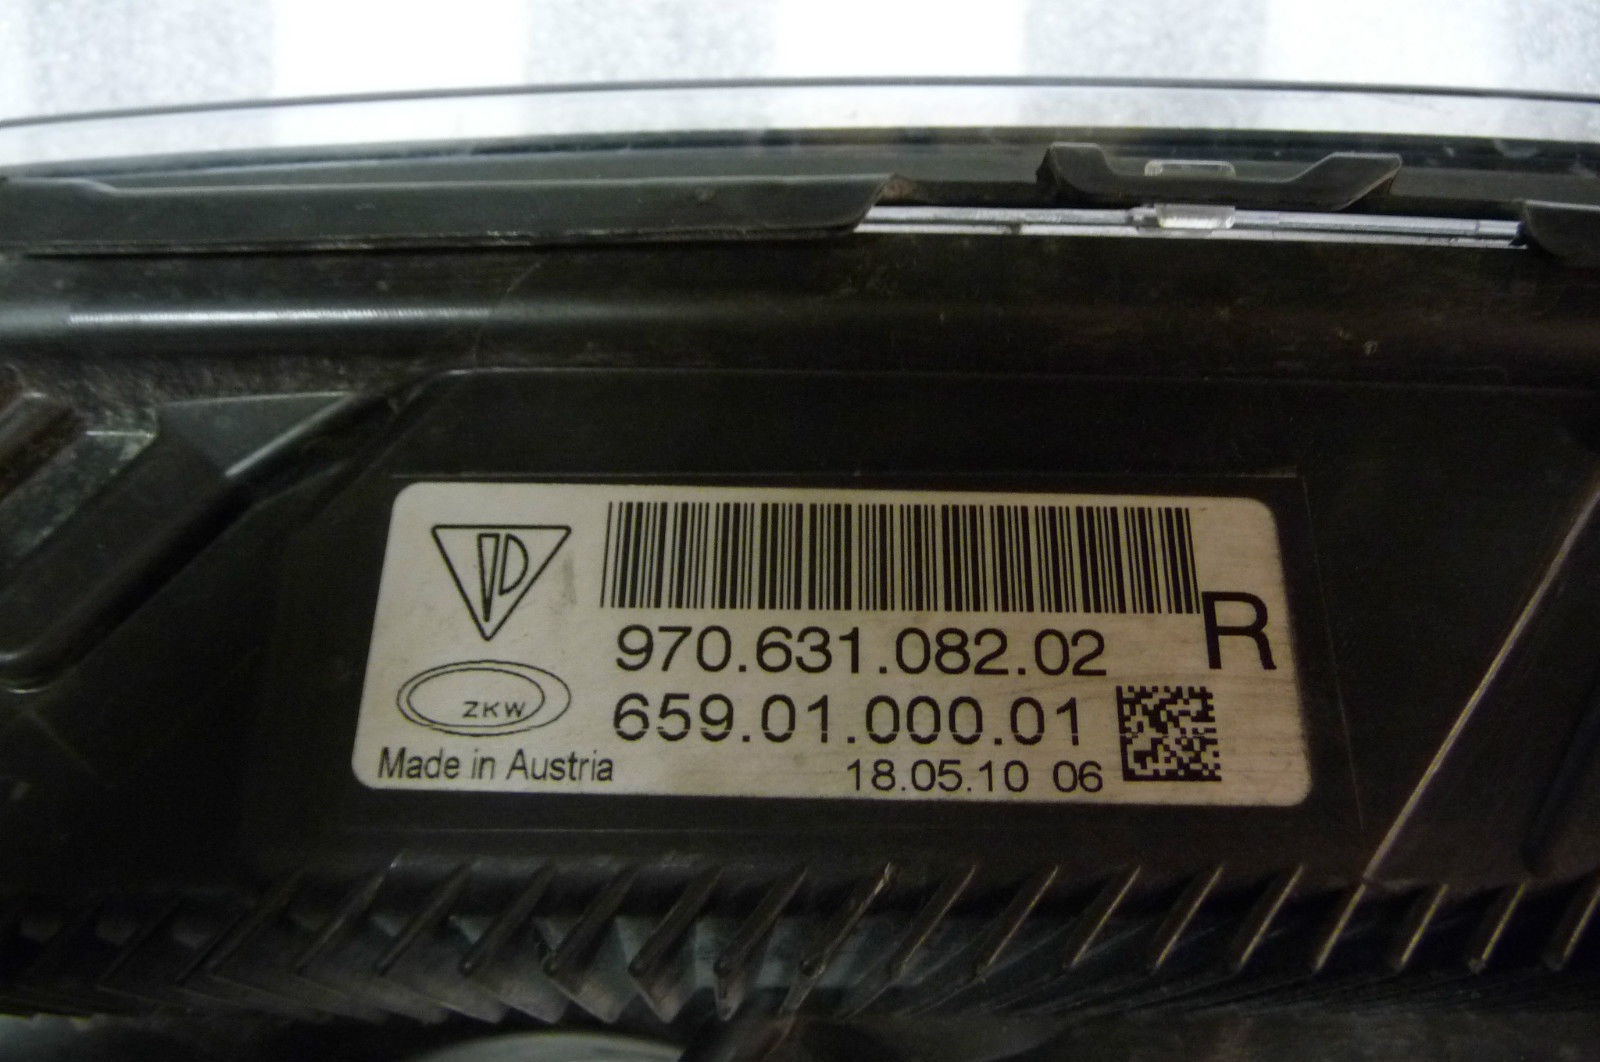 970.631.082.02 R
ZKW
659.01.000.01
Made in Austria
18.05.10 06